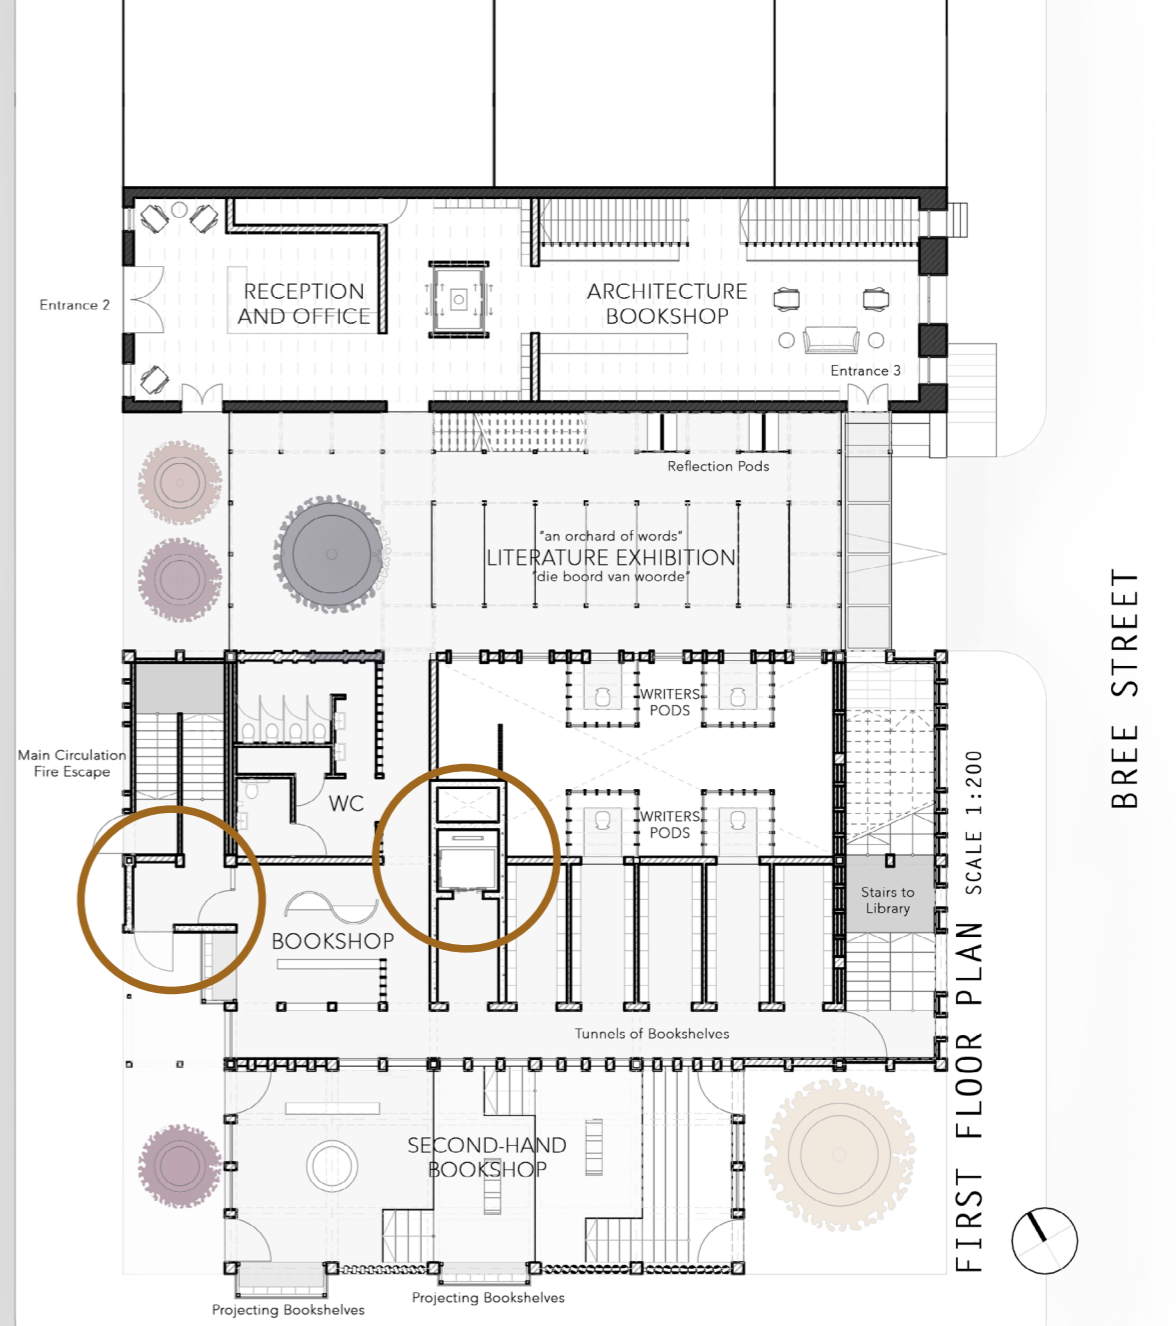 RECEPTION
AND OFFICE
ARCHITECTURE
BOOKSHOP
Entrance 2
Entrance 3
Reflection Pods
"an orchard of words"
LITERATURE EXHIBITION
"die boord van woorde"
WRITERS
PODS
Main Circulation
Fire Escape
WC
WRITERS
PODS
Stairs to
Library
BOOKSHOP
Tunnels of Bookshelves
SECOND-HAND
BOOKSHOP
Projecting Bookshelves
Projecting Bookshelves
FIRST FLOOR PLAN SCALE 1:200
BREE STREET